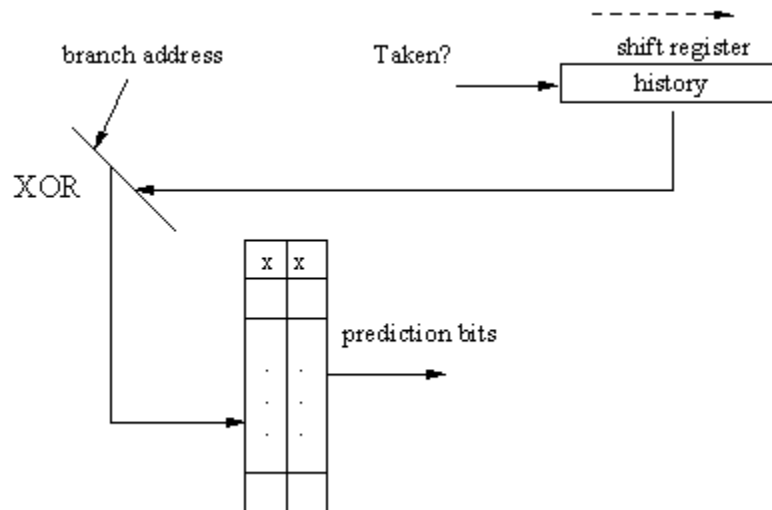 branch address
Taken?
shift register
history
XOR
x x
prediction bits